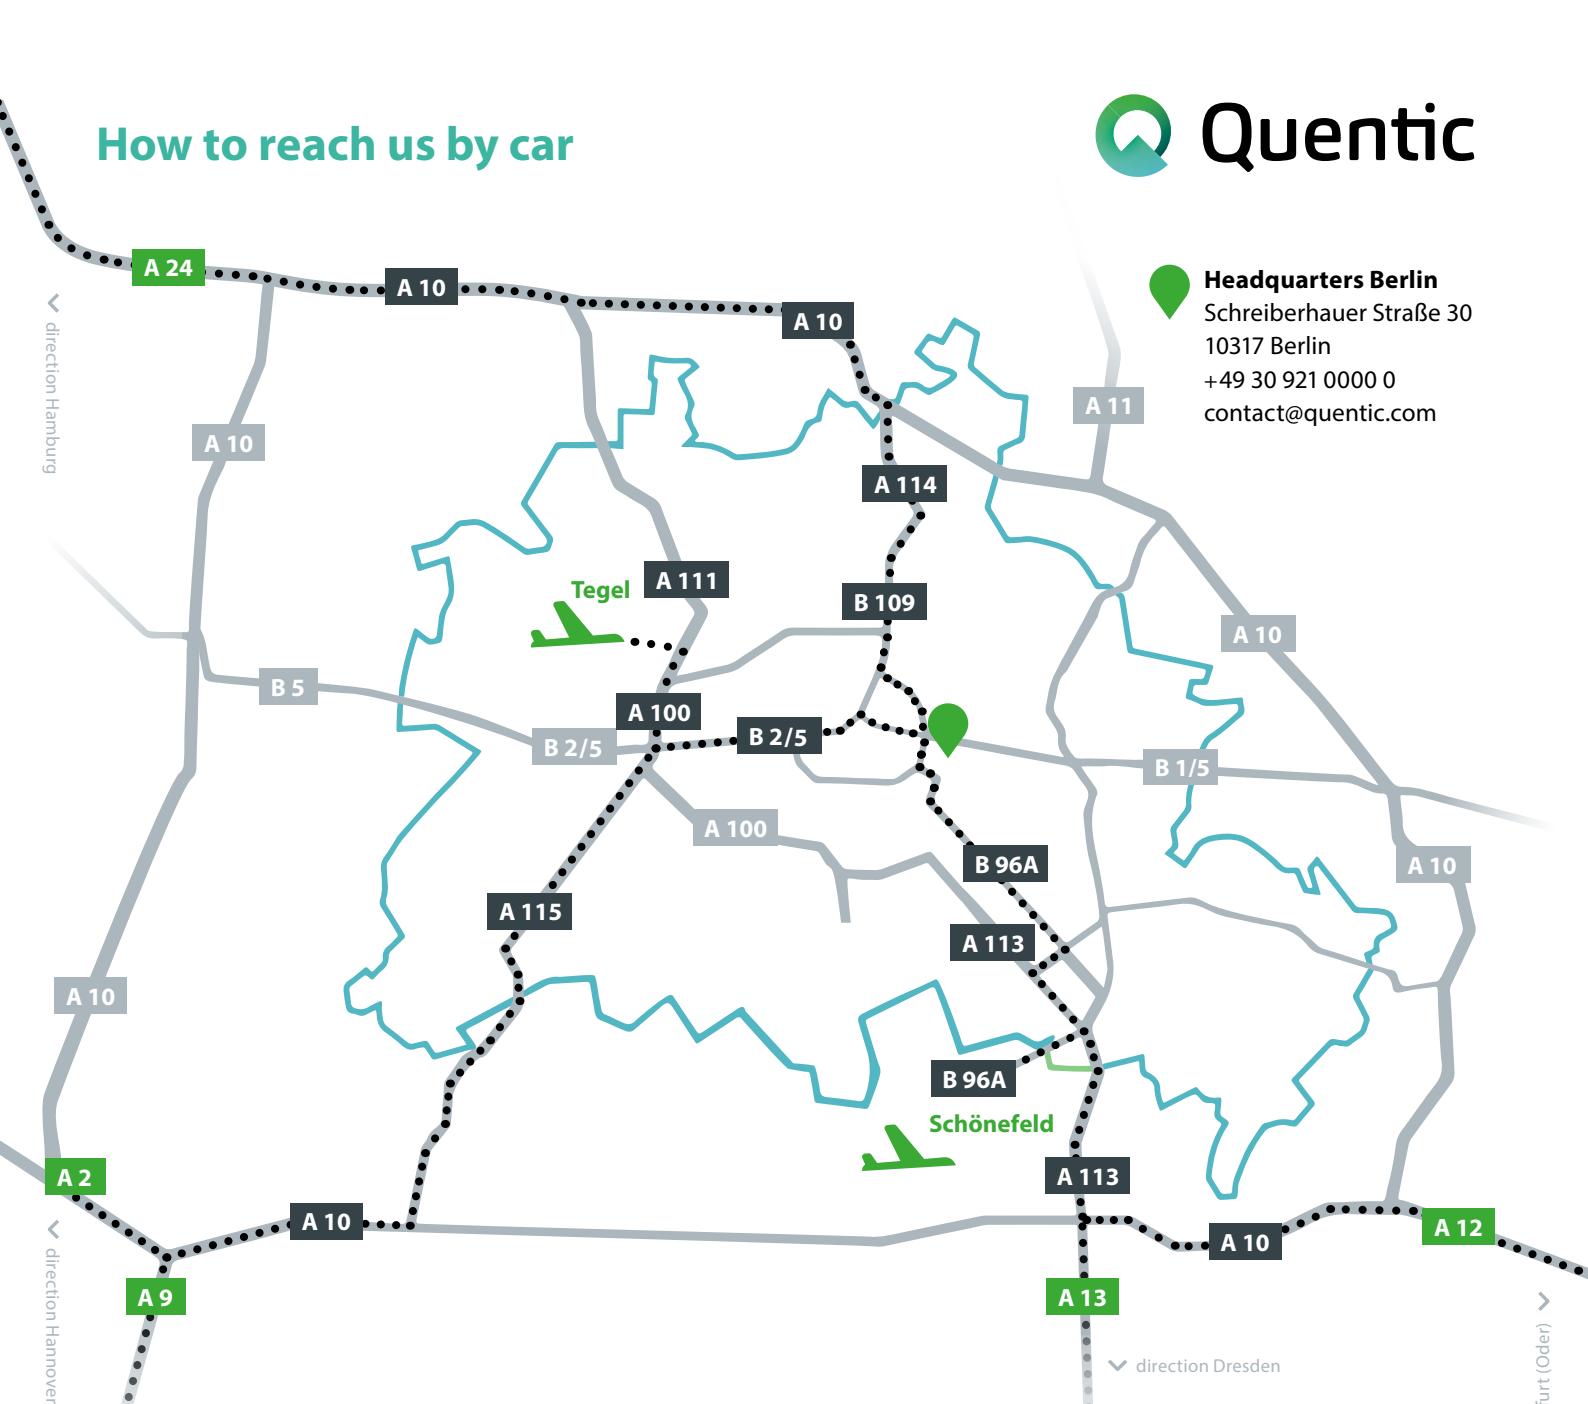 How to reach us by car
Quentic
Headquarters Berlin
Schreiberhauer Straße 30
10317 Berlin
+49 30 921 0000 0
contact@quentic.com
A 24
A 10
A 10
direction Hamburg
A 11
A 10
A 114
A 111
Tegel
B 109
A 10
B 5
A 100
B 2/5
B 2/5
B 1/5
A 100
B 96A
A 10
A 115
A 113
A 10
B 96A
Schönefeld
A 2
A 113
A 10
A 10
A 12
direction Hannover
A 9
A 13
direction Dresden
furt (Oder)